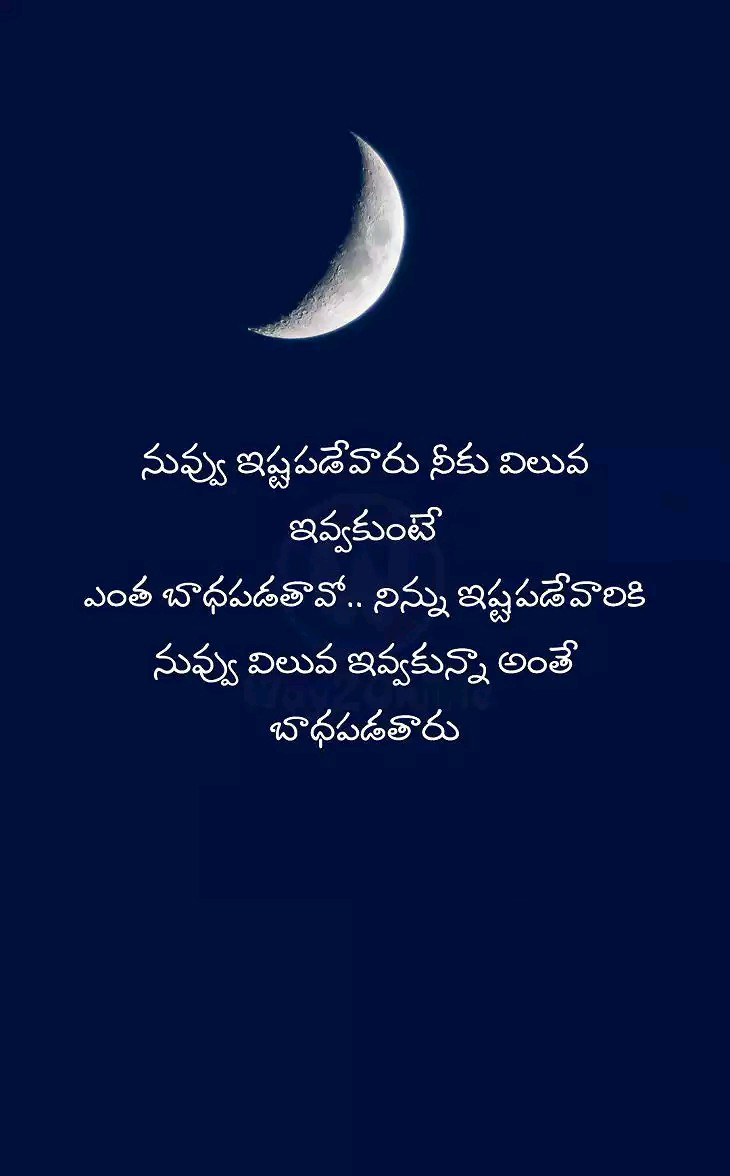 నువ్వు ఇష్టపడేవారు నీకు విలువ
ఇవ్వకుంటే
ఎంత బాధపడతావో.. నిన్ను ఇష్టపడేవారికి
నువ్వు విలువ ఇవ్వకున్నా అంతే
బాధపడతారు